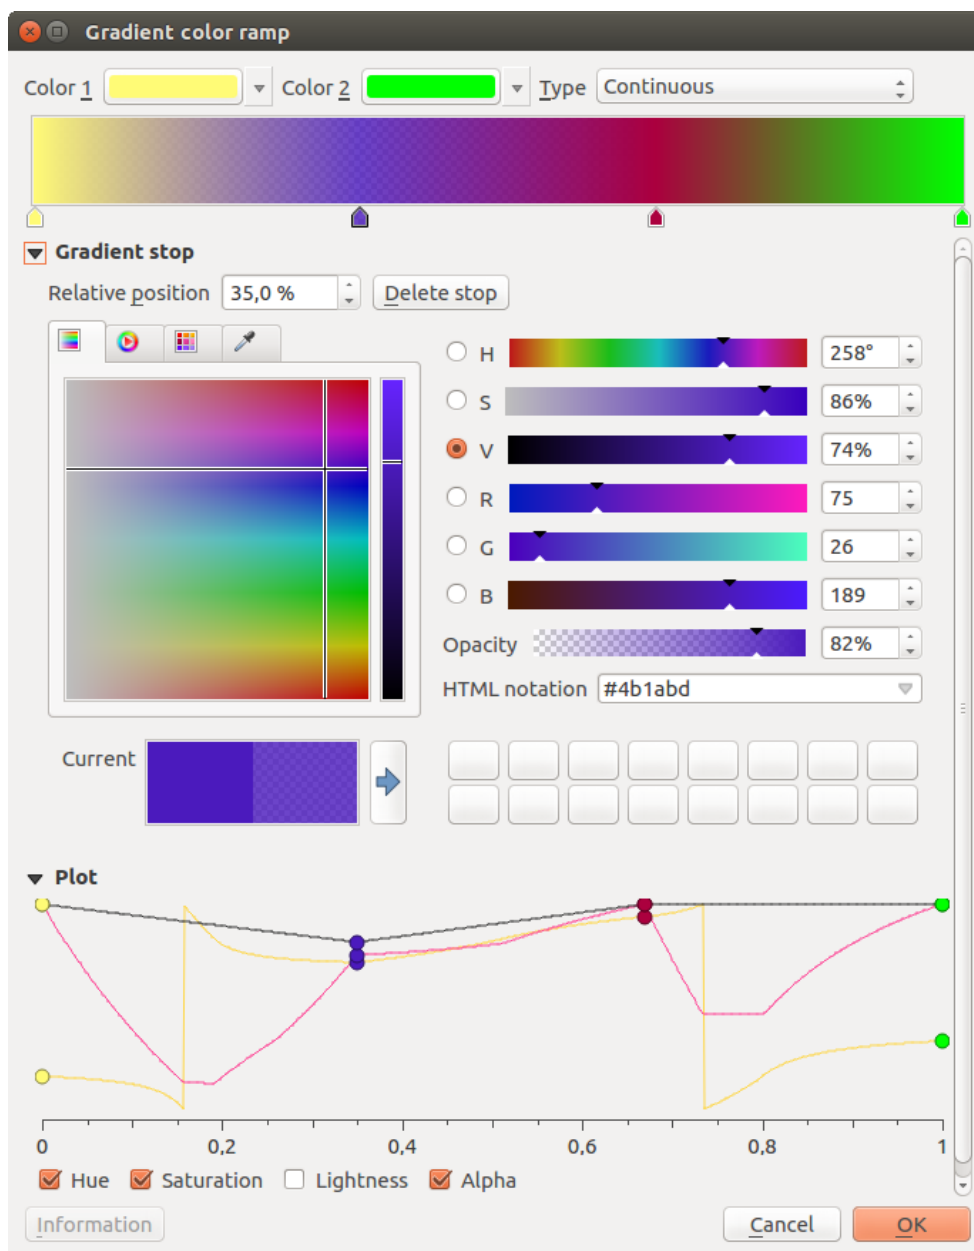 Gradient color ramp
Color 1 Color 2 Type Continuous
Gradient stop
Relative position 35,0 % Delete stop
H 258°
S 86%
V 74%
R 75
G 26
B 189
Opacity 82%
HTML notation #4b1abd
Current
Plot
0 0,2 0,4 0,6 0,8 1
Hue Saturation Lightness Alpha
Information Cancel OK